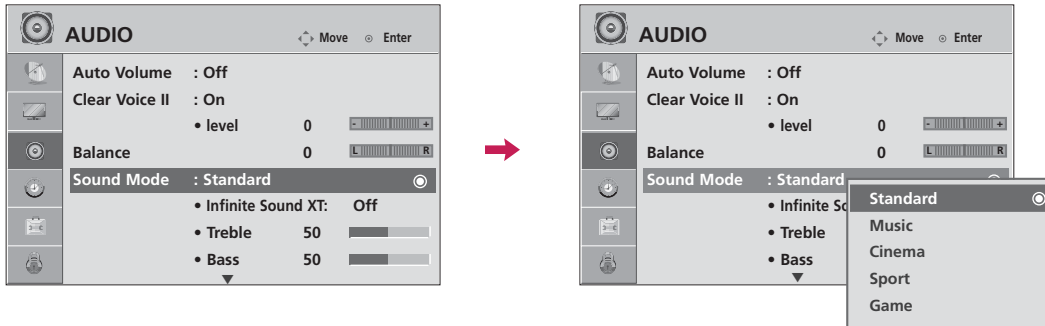 AUDIO Move Enter
Auto Volume : Off
Clear Voice II : On
• level 0 - +
Balance 0 L R
Sound Mode : Standard
• Infinite Sound XT: Off
• Treble 50
• Bass 50
AUDIO Move Enter
Auto Volume : Off
Clear Voice II : On
• level 0 - +
Balance 0 L R
Sound Mode : Standard
• Infinite So
• Treble
• Bass
Standard
Music
Cinema
Sport
Game